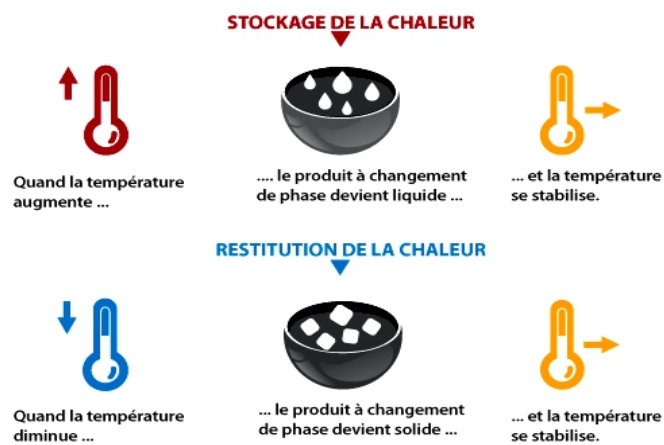 STOCKAGE DE LA CHALEUR
Quand la température
augmente ...
.... le produit à changement
de phase devient liquide ...
... et la température
se stabilise.
RESTITUTION DE LA CHALEUR
Quand la température
diminue ...
... le produit à changement
de phase devient solide ...
... et la température
se stabilise.